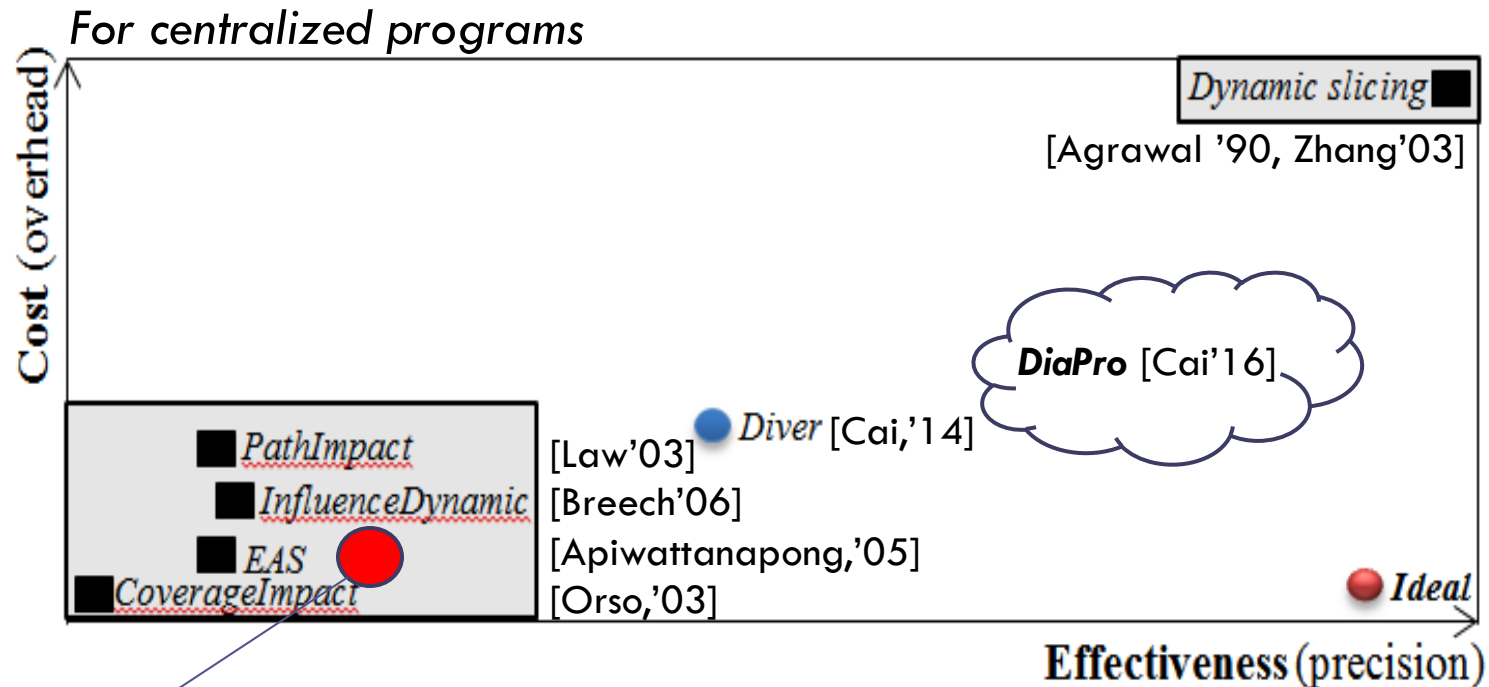 For centralized programs
Cost (overhead)
Dynamic slicing
[Agrawal ’90, Zhang’03]
DiaPro [Cai’16]
Diver [Cai,’14]
PathImpact [Law’03]
InfluenceDynamic [Breech’06]
EAS [Apiwattanapong,’05]
CoverageImpact [Orso,’03]
Ideal
Effectiveness (precision)